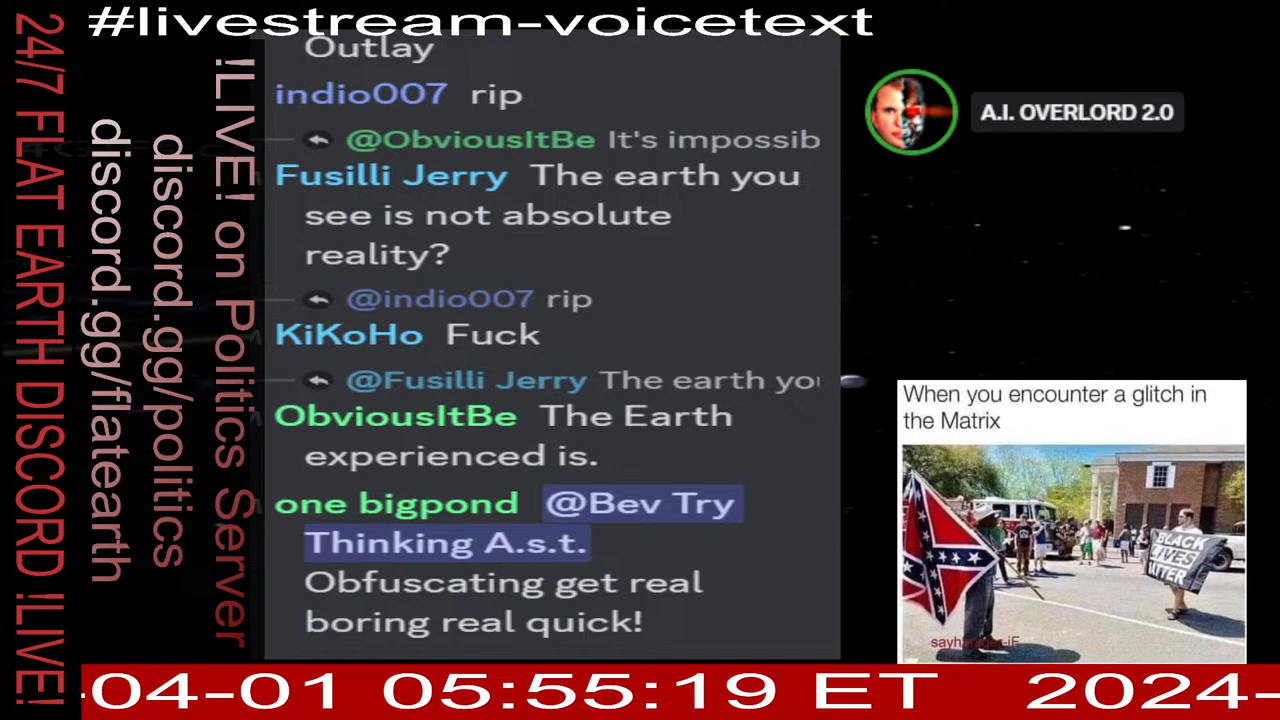 #livestream-voicetext
24/7 FLAT EARTH DISCORD !LIVE!
discord.gg/flatearth
discord.gg/politics
!LIVE! on Politics Server
Outlay
indio007 rip
@ObviousItBe It's impossib
Fusilli Jerry The earth you
see is not absolute
reality?
@indio007 rip
KiKoHo Fuck
@Fusilli Jerry The earth you
ObviousItBe The Earth
experienced is.
one bigpond @Bev Try
Thinking A.s.t.
Obfuscating get real
boring real quick!
A.I. OVERLORD 2.0
When you encounter a glitch in
the Matrix
BLACK
LIVES
MATTER
-04-01 05:55:19 ET 2024-